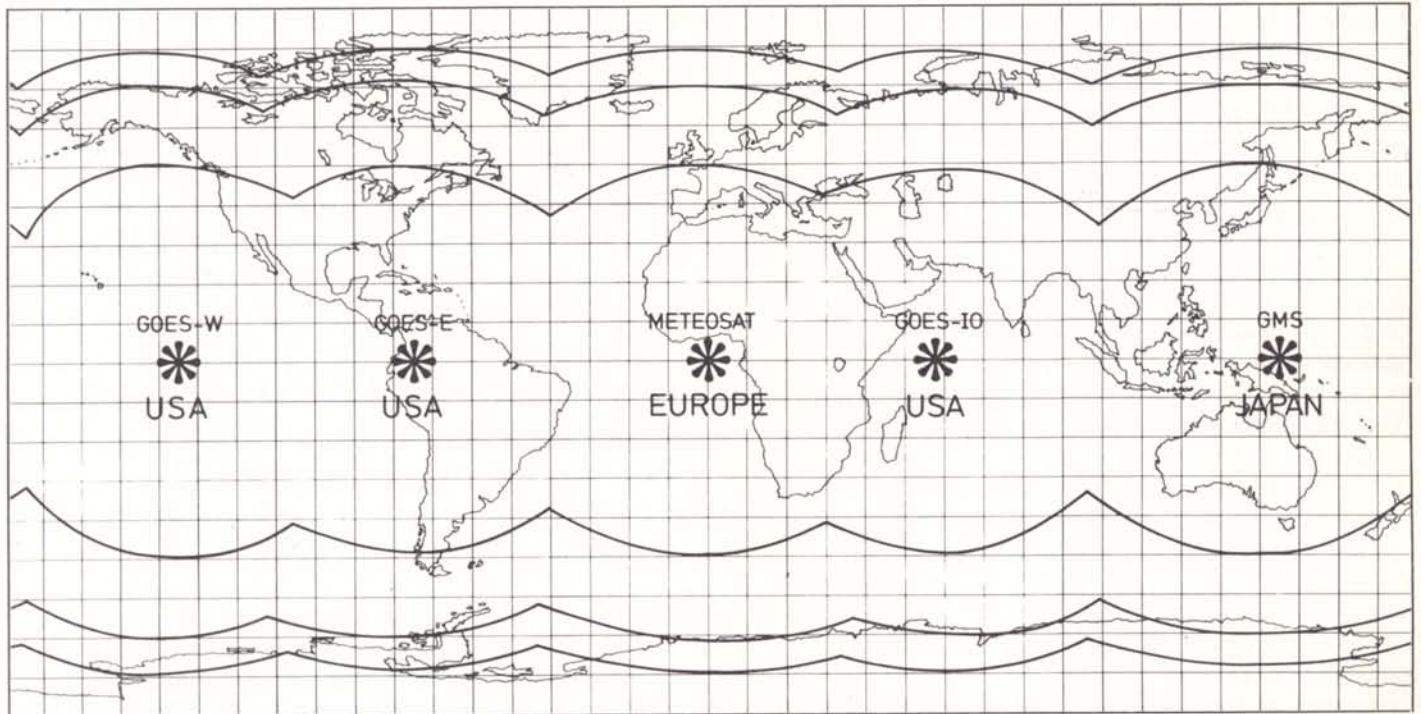 GOES-W
GOES-E
METEOSAT
GOES-IO
GMS
USA
USA
EUROPE
USA
JAPAN